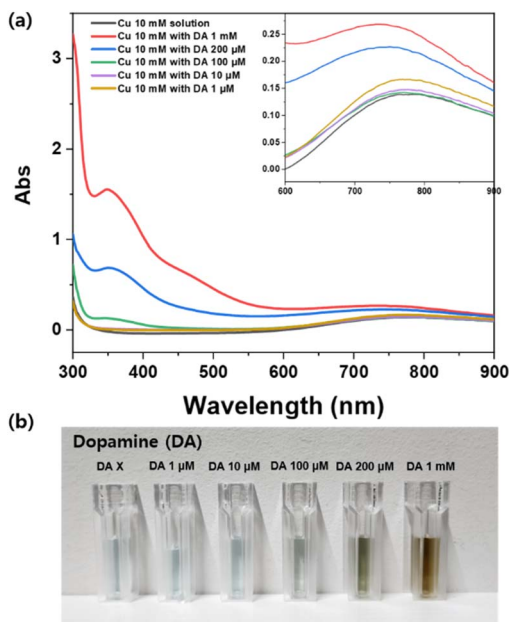 (a)
Cu 10 mM solution
Cu 10 mM with DA 1 mM
Cu 10 mM with DA 200 μM
Cu 10 mM with DA 100 μM
Cu 10 mM with DA 10 μM
Cu 10 mM with DA 1 μM
0.25
0.20
0.15
0.10
0.05
0.00
600 700 800 900
3
2
1
0
Abs
300 400 500 600 700 800 900
Wavelength (nm)
(b)
Dopamine (DA)
DA X DA 1 μM DA 10 μM DA 100 μM DA 200 μM DA 1 mM